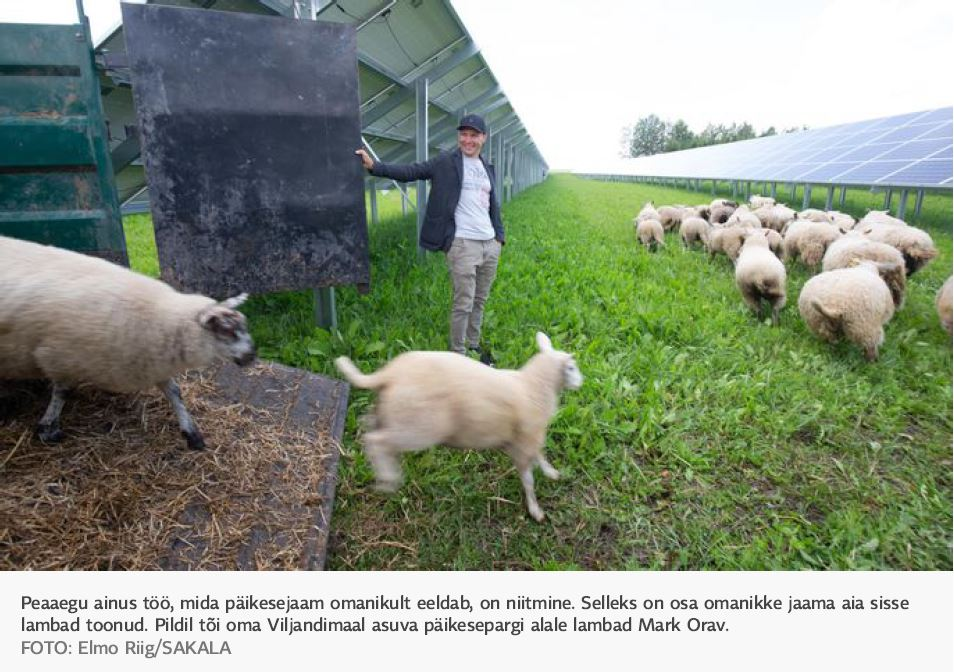 Peaaegu ainus töö, mida päikesejaam omanikult eeldab, on niitmine. Selleks on osa omanikke jaama aia sisse
lambad toonud. Pildil tõi oma Viljandimaal asuva päikesepargi alale lambad Mark Orav.
FOTO: Elmo Riig/SAKALA